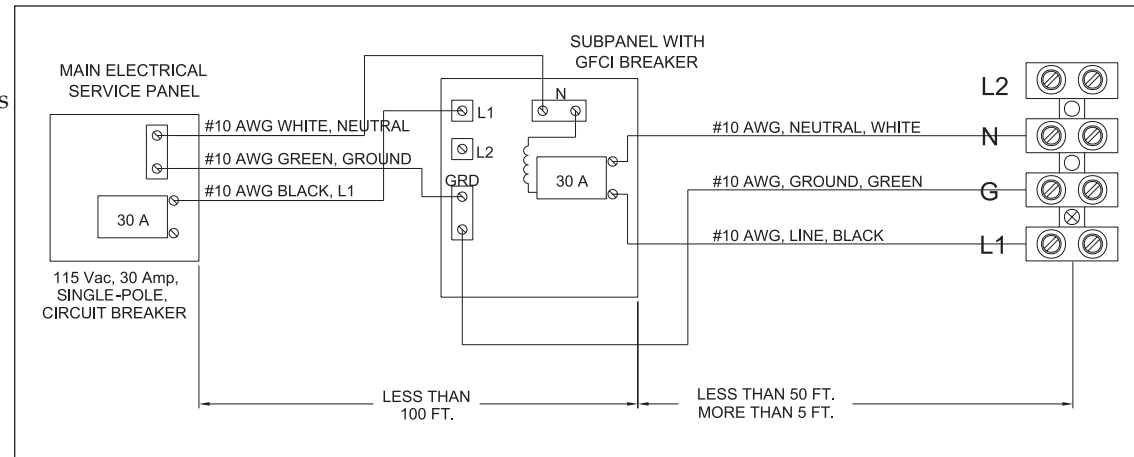 s
MAIN ELECTRICAL
SERVICE PANEL
#10 AWG WHITE, NEUTRAL
#10 AWG GREEN, GROUND
#10 AWG BLACK, L1
30 A
115 Vac, 30 Amp,
SINGLE-POLE,
CIRCUIT BREAKER
SUBPANEL WITH
GFCI BREAKER
N
L1
L2
GRD
30 A
#10 AWG, NEUTRAL, WHITE
#10 AWG, GROUND, GREEN
#10 AWG, LINE, BLACK
L2
N
G
L1
LESS THAN
100 FT.
LESS THAN 50 FT.
MORE THAN 5 FT.